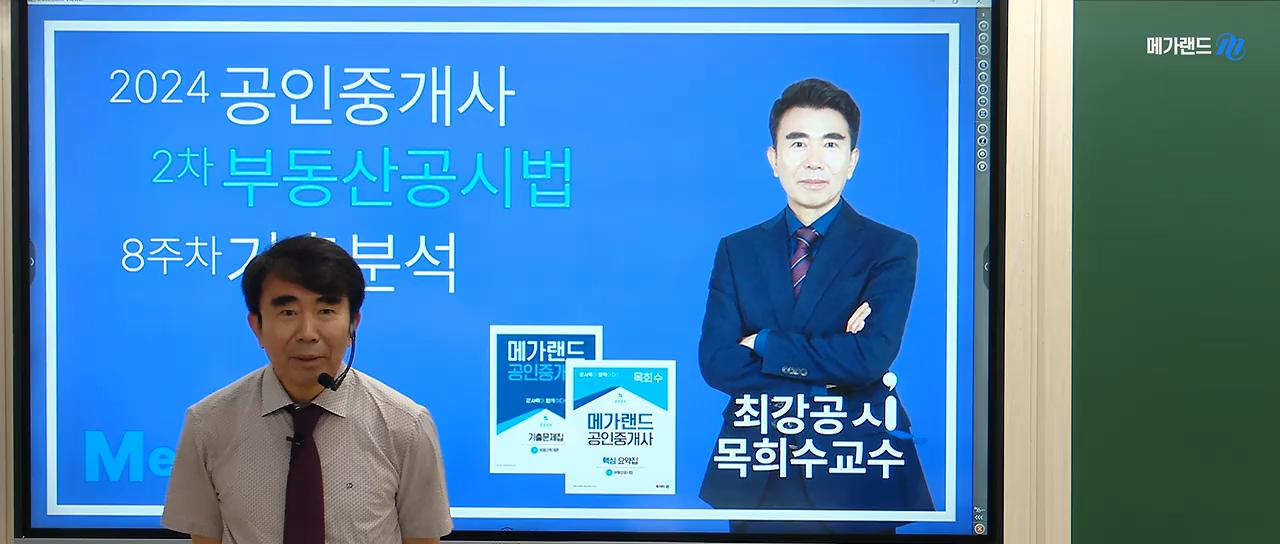 메가랜드
2024 공인중개사
2차 부동산공시법
8주차 기출분석
메가랜드
공인중개
기출문제집
목희수
메가랜드
공인중개사
핵심 요약집
최강공시
목희수교수
Me